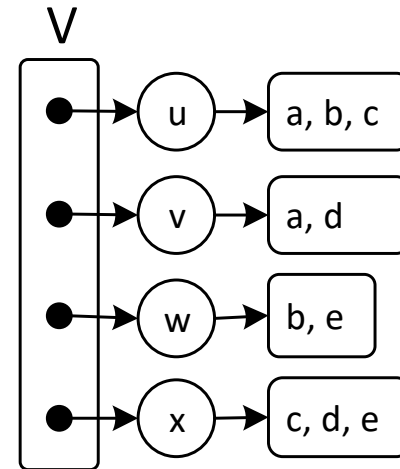 V
u a, b, c
v a, d
w b, e
x c, d, e